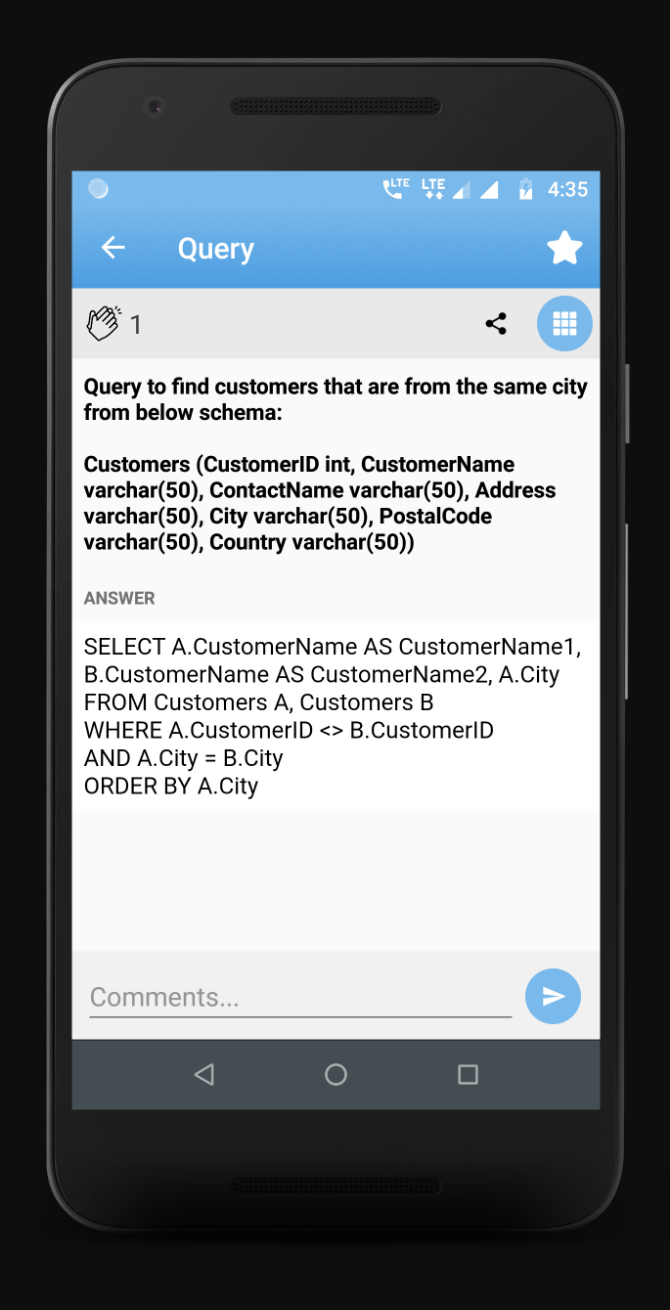 LTE LTE 4:35
Query
1
Query to find customers that are from the same city
from below schema:
Customers (CustomerID int, CustomerName
varchar(50), ContactName varchar(50), Address
varchar(50), City varchar(50), PostalCode
varchar(50), Country varchar(50))
ANSWER
SELECT A.CustomerName AS CustomerName1,
B.CustomerName AS CustomerName2, A.City
FROM Customers A, Customers B
WHERE A.CustomerID <> B.CustomerID
AND A.City = B.City
ORDER BY A.City
Comments...